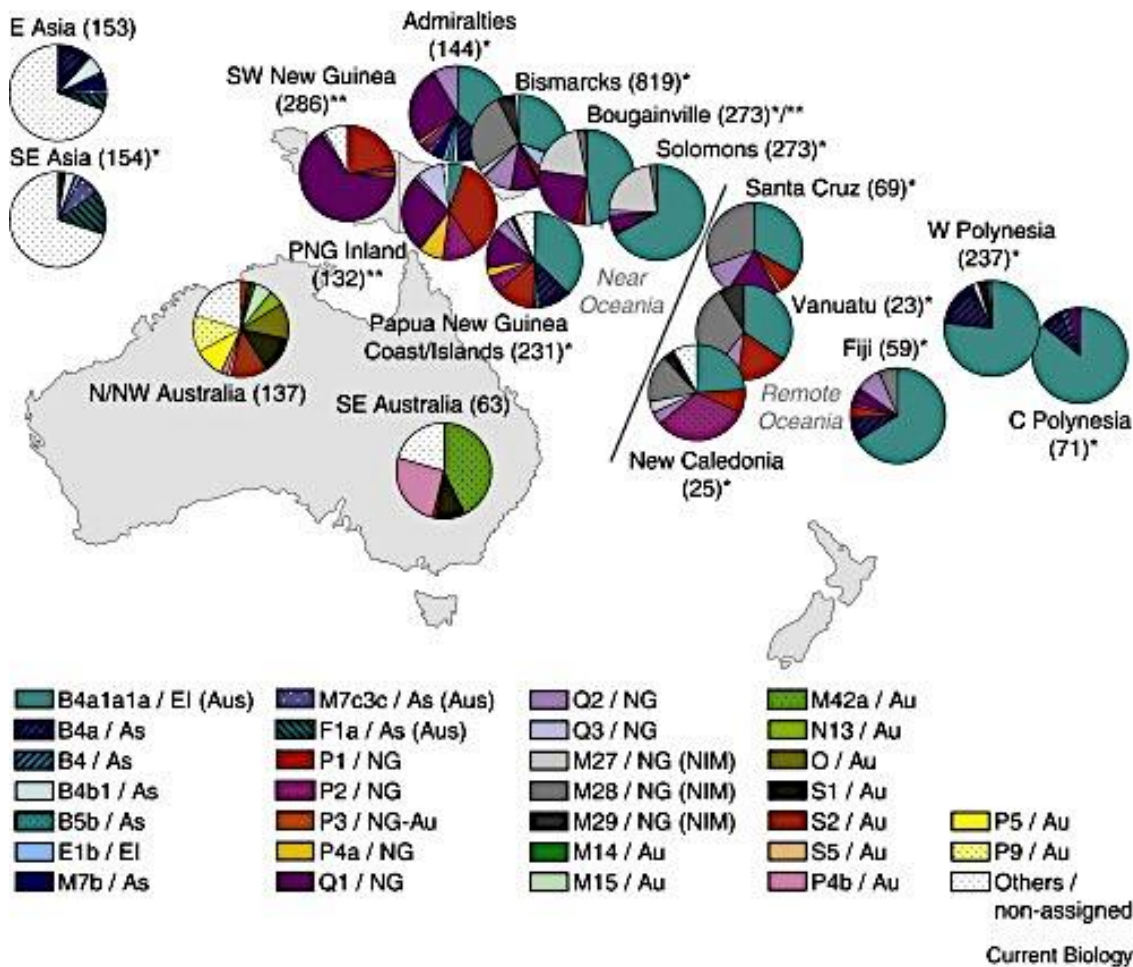 E Asia (153)
SE Asia (154)*
SW New Guinea
(286)**
Admiralties
(144)*
Bismarcks (819)*
Bougainville (273)*/**
Solomons (273)*
Santa Cruz (69)*
W Polynesia
(237)*
PNG Inland
(132)**
Near
Oceania
Papua New Guinea
Coast/Islands (231)*
Vanuatu (23)*
Fiji (59)*
N/NW Australia (137)
SE Australia (63)
Remote
Oceania
C Polynesia
(71)*
New Caledonia
(25)*
B4a1a1a / EI (Aus)
B4a / As
B4 / As
B4b1 / As
B5b / As
E1b / EI
M7b / As
M7c3c / As (Aus)
F1a / As (Aus)
P1 / NG
P2 / NG
P3 / NG-Au
P4a / NG
Q1 / NG
Q2 / NG
Q3 / NG
M27 / NG (NIM)
M28 / NG (NIM)
M29 / NG (NIM)
M14 / Au
M15 / Au
M42a / Au
N13 / Au
O / Au
S1 / Au
S2 / Au
S5 / Au
P4b / Au
P5 / Au
P9 / Au
Others /
non-assigned
Current Biology